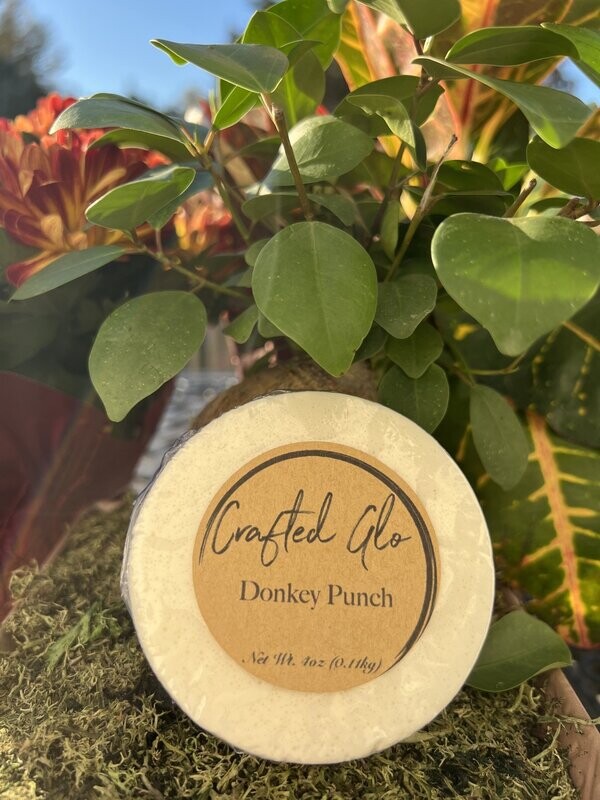 Crafted Glo
Donkey Punch
Net Wt. 4oz (0.11kg)